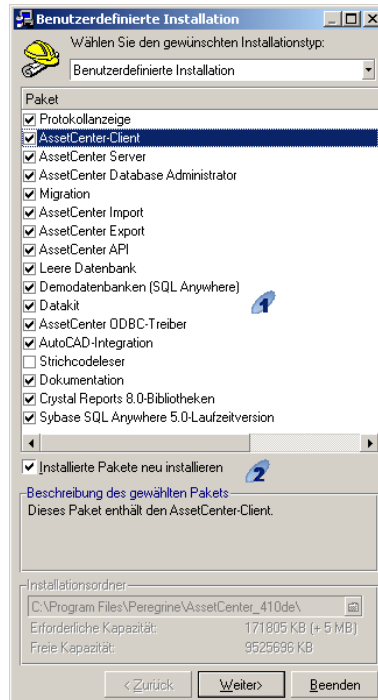 Benutzerdefinierte Installation
Wählen Sie den gewünschten Installationstyp:
Benutzerdefinierte Installation
Paket
Protokollanzeige
AssetCenter-Client
AssetCenter Server
AssetCenter Database Administrator
Migration
AssetCenter Import
AssetCenter Export
AssetCenter API
Leere Datenbank
Demodatenbanken (SQL Anywhere)
1
Datakit
AssetCenter ODBC-Treiber
AutoCAD-Integration
Strichcodeleser
Dokumentation
Crystal Reports 8.0-Bibliotheken
Sybase SQL Anywhere 5.0-Laufzeitversion
Installierte Pakete neu installieren
2
Beschreibung des gewählten Pakets
Dieses Paket enthält den AssetCenter-Client.
Installationsordner
C:\Program Files\Peregrine\AssetCenter_410de\
Erforderliche Kapazität: 171805 KB (+ 5 MB)
Freie Kapazität: 9525696 KB
< Zurück Weiter> Beenden